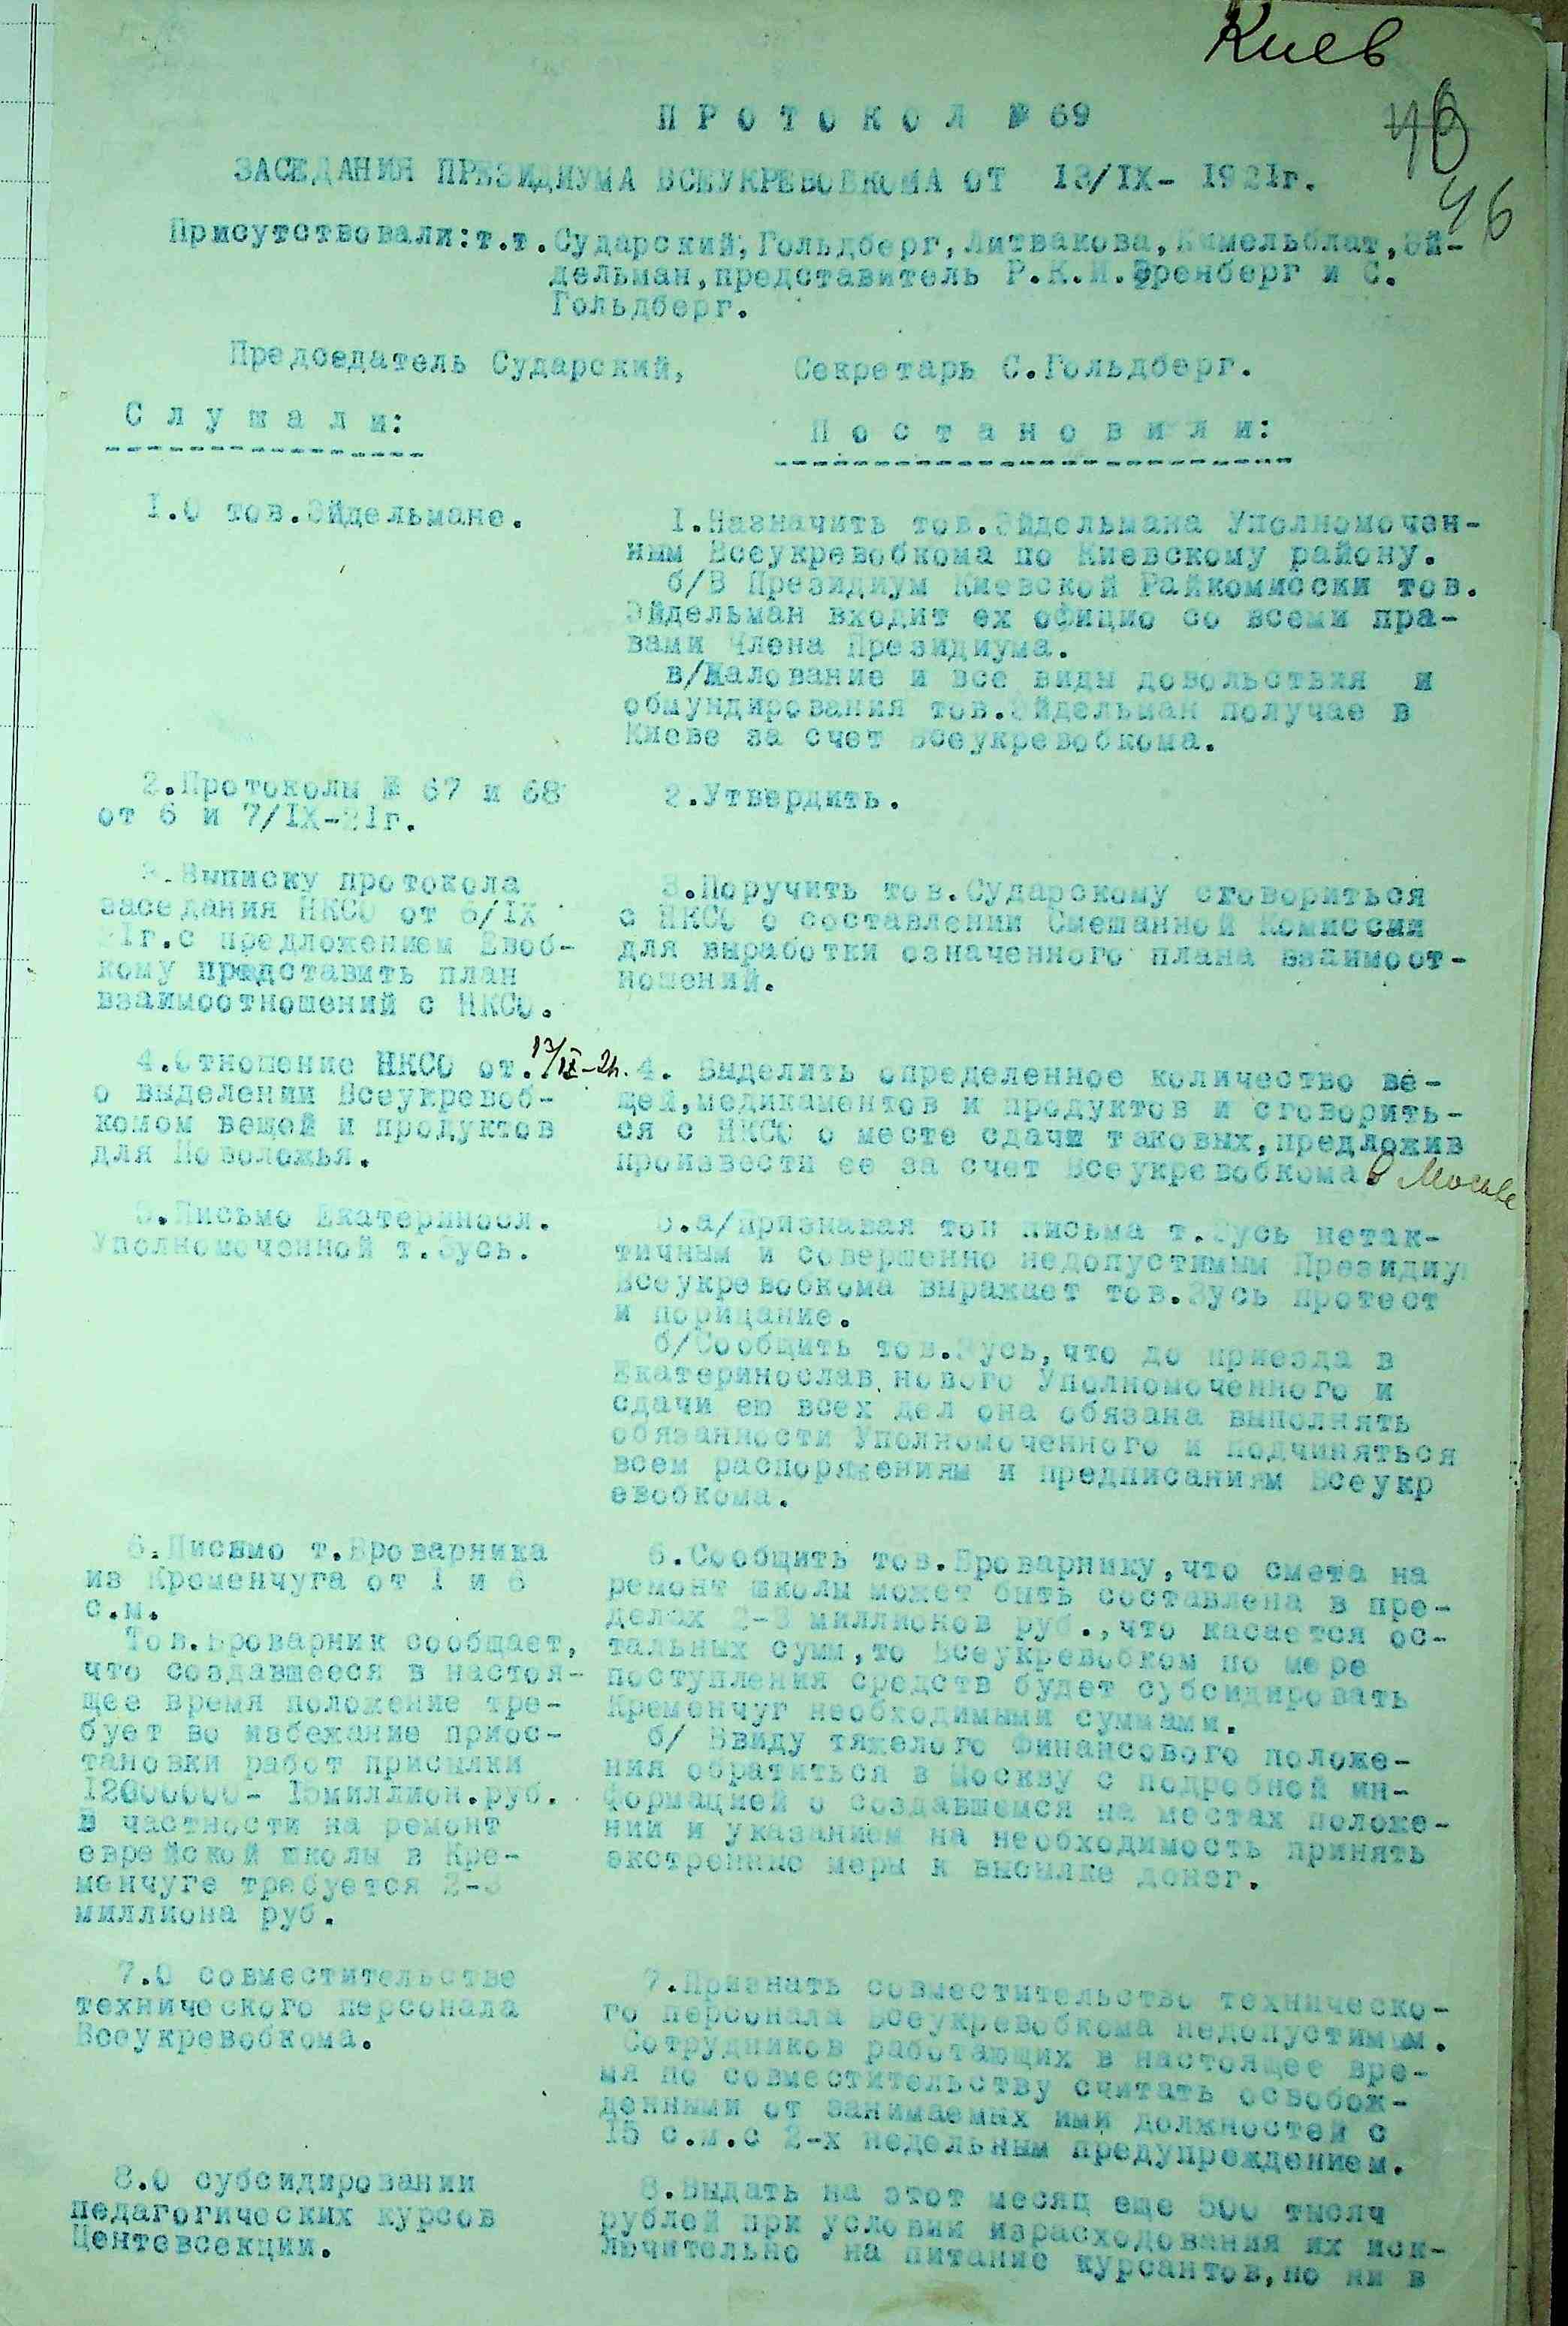 Киев
П Р О Т О К О Л № 69
46
ЗАСЕДАНИЯ ПРЕЗИДИУМА ВСЕУКРЕВОБКОМА ОТ 13/IX- 1921г.
46
Присутствовали:т.т.Сударский,Гольдберг,Литвакова,Кимельблат,Эй-
дельман,представитель Р.К.И.Френберг и С.
Гольдберг.
Председатель Сударский, Секретарь С.Гольдберг.
С л у ш а л и:
1.О тов.Эйдельмане.
2.Протоколы № 67 и 68
от 6 и 7/IX-21г.
3.Выписку протокола
заседания НКСО от 6/IX
21г.с предложением Евоб-
кому представить план
взаимоотношений с НКСО.
4.Отношение НКСО от.13/IX-21г.
о выделении Всеукревоб-
комом вещей и продуктов
для Поволожья.
5.Письмо Екатериносл.
Уполномоченной т.Зусь.
6.Письмо т.Броварника
из Кременчуга от 1 и 6
с.м.
Тов.Броварник сообщает,
что создавшееся в настоя-
щее время положение тре-
бует во избежание приос-
тановки работ присылки
12000000- 15миллион.руб.
В частности на ремонт
еврейской школы в Кре-
менчуге требуется 2-3
миллиона руб.
7.О совместительстве
технического персонала
Всеукревобкома.
8.О субсидировании
педагогических курсов
Центевсекции.
П о с т а н о в и л и:
1.Назначить тов.Эйдельмана Уполномочен-
ным Всеукревобкома по Киевскому району.
б/В Президиум Киевской Райкомиссии тов.
Эйдельман входит ех официо со всеми пра-
вами Члена Президиума.
в/Жалование и все виды довольствия и
обмундирования тов.Эйдельман получае в
Киеве за счет Всеукревобкома.
2.Утвердить.
3.Поручить тов.Сударскому сговориться
с НКСО о составлении Смешанной Комиссии
для выработки означенного плана взаимоот-
ношений.
4. Выделить определенное количество ве-
щей,медикаментов и продуктов и сговорить-
ся с НКСО о месте сдачи таковых,предложив
произвести ее за счет Всеукревобкома в Москве
5.а/Признавая тон письма т.Зусь нетак-
тичным и совершенно недопустимым Президиу
Всеукревобкома выражает тов.Зусь протест
и порицание.
б/Сообщить тов.Зусь,что до приезда в
Екатеринослав нового Уполномоченного и
сдачи ею всех дел она обязана выполнять
обязанности Уполномоченного и подчиняться
всем распоряжениям и предписаниям Всеукр
евобкома.
6.Сообщить тов.Броварнику,что смета на
ремонт школы может быть составлена в пре-
делах 2-3 миллионов руб.,что касается ос-
тальных сумм,то Всеукревобком по мере
поступления средств будет субсидировать
Кременчуг необходимыми суммами.
б/ Ввиду тяжелого финансового положе-
ния обратиться в Москву с подробной ин-
формацией о создавшемся на местах положе-
нии и указанием на необходимость принять
экстренные меры к высылке денег.
7.Признать совместительство техническо-
го персонала Всеукревобкома недопустимым.
Сотрудников работающих в настоящее вре-
мя по совместительству считать освобож-
денными от занимаемых ими должностей с
15 с.м.с 2-х недельным предупреждением.
8.Выдать на этот месяц еще 500 тысяч
рублей при условии израсходования их иск-
лючительно на питание курсантов,но ни в